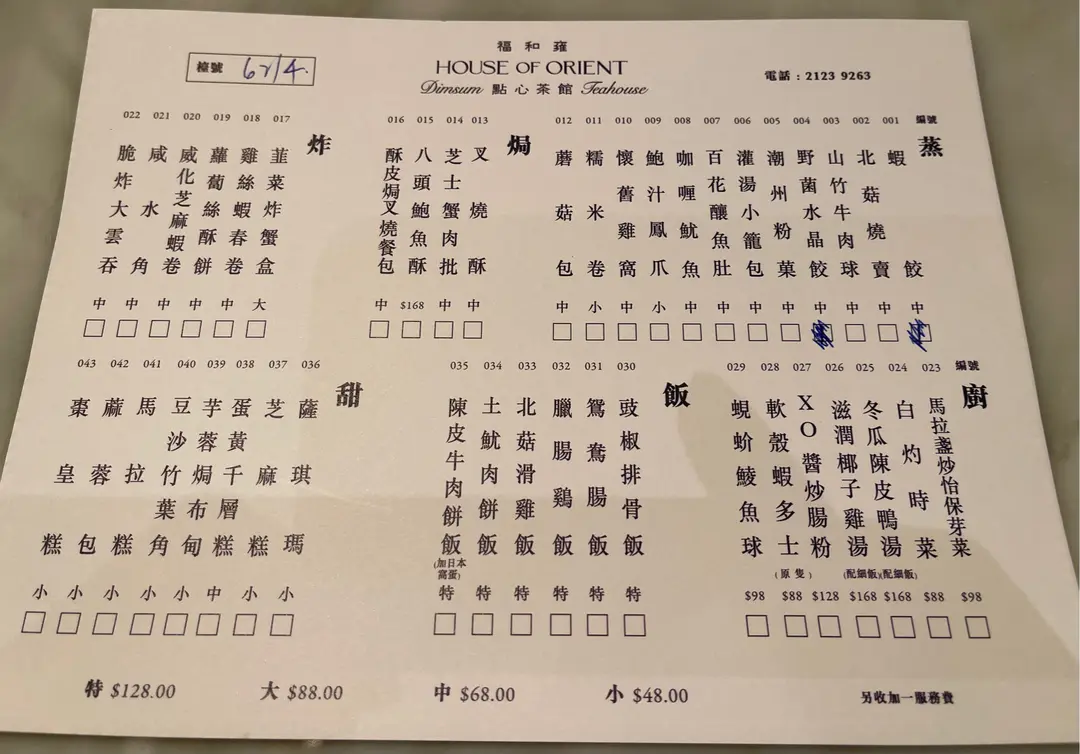 福和雍
HOUSE OF ORIENT
Dimsum 點心茶館 Teahouse
檯號 62/4.
電話：2123 9263
編號
蒸
001 蝦餃 中
002 北菇燒賣 中
003 山竹牛肉球 中
004 野菌水晶餃 中
005 潮州粉菓 中
006 灌湯小籠包 中
007 百花釀魚肚 中
008 咖喱魷魚 中
009 鮑汁鳳爪 小
010 懷舊雞窩 中
011 糯米卷 小
012 蘑菇包 中
焗
013 叉燒酥 中
014 芝士蟹肉批 中
015 八頭鮑魚酥 $168
016 酥皮焗叉燒餐包 中
炸
017 韮菜炸蟹盒 大
018 雞絲蝦春卷 中
019 蘿蔔絲酥餅 中
020 威化芝麻蝦卷 中
021 咸水角 中
022 脆炸大雲吞 中
編號
廚
023 馬拉盞炒怡保芽菜 $98
024 白灼時菜 $88
025 冬瓜陳皮鴨湯 (配細飯) $168
026 滋潤椰子雞湯 (配細飯) $168
027 XO醬炒腸粉 $128
028 軟殼蝦多士 (原隻) $88
029 蜆蚧鯪魚球 $98
飯
030 豉椒排骨飯 特
031 鴛鴦腸飯 特
032 臘腸鷄飯 特
033 北菇滑雞飯 特
034 土魷肉餅飯 特
035 陳皮牛肉餅飯 (加日本窩蛋) 特
甜
036 薩琪瑪 小
037 芝麻糕 小
038 蛋黃千層糕 中
039 芋蓉焗布甸 小
040 豆沙竹葉角 小
041 馬拉糕 小
042 蔴蓉包 小
043 棗皇糕 小
特 $128.00 大 $88.00 中 $68.00 小 $48.00
另收加一服務費